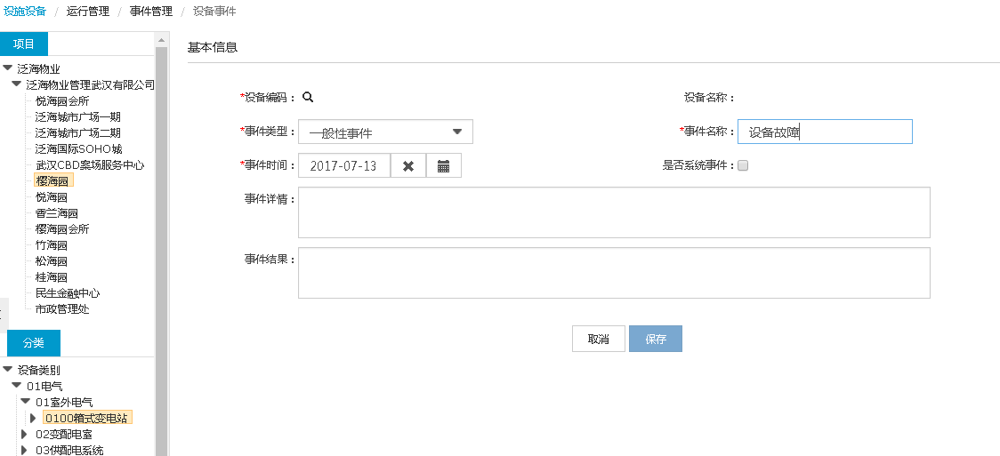 设施设备 / 运行管理 / 事件管理 / 设备事件
项目
泛海物业
泛海物业管理武汉有限公司
悦海园会所
泛海城市广场一期
泛海城市广场二期
泛海国际SOHO城
武汉CBD案场服务中心
樱海园
悦海园
香兰海园
樱海园会所
竹海园
松海园
桂海园
民生金融中心
市政管理处
分类
设备类别
01电气
01室外电气
0100箱式变电站
02变配电室
03供配电系统
基本信息
*设备编码： 设备名称：
*事件类型： 一般性事件 *事件名称： 设备故障
*事件时间： 2017-07-13 是否系统事件：
事件详情：
事件结果：
取消 保存